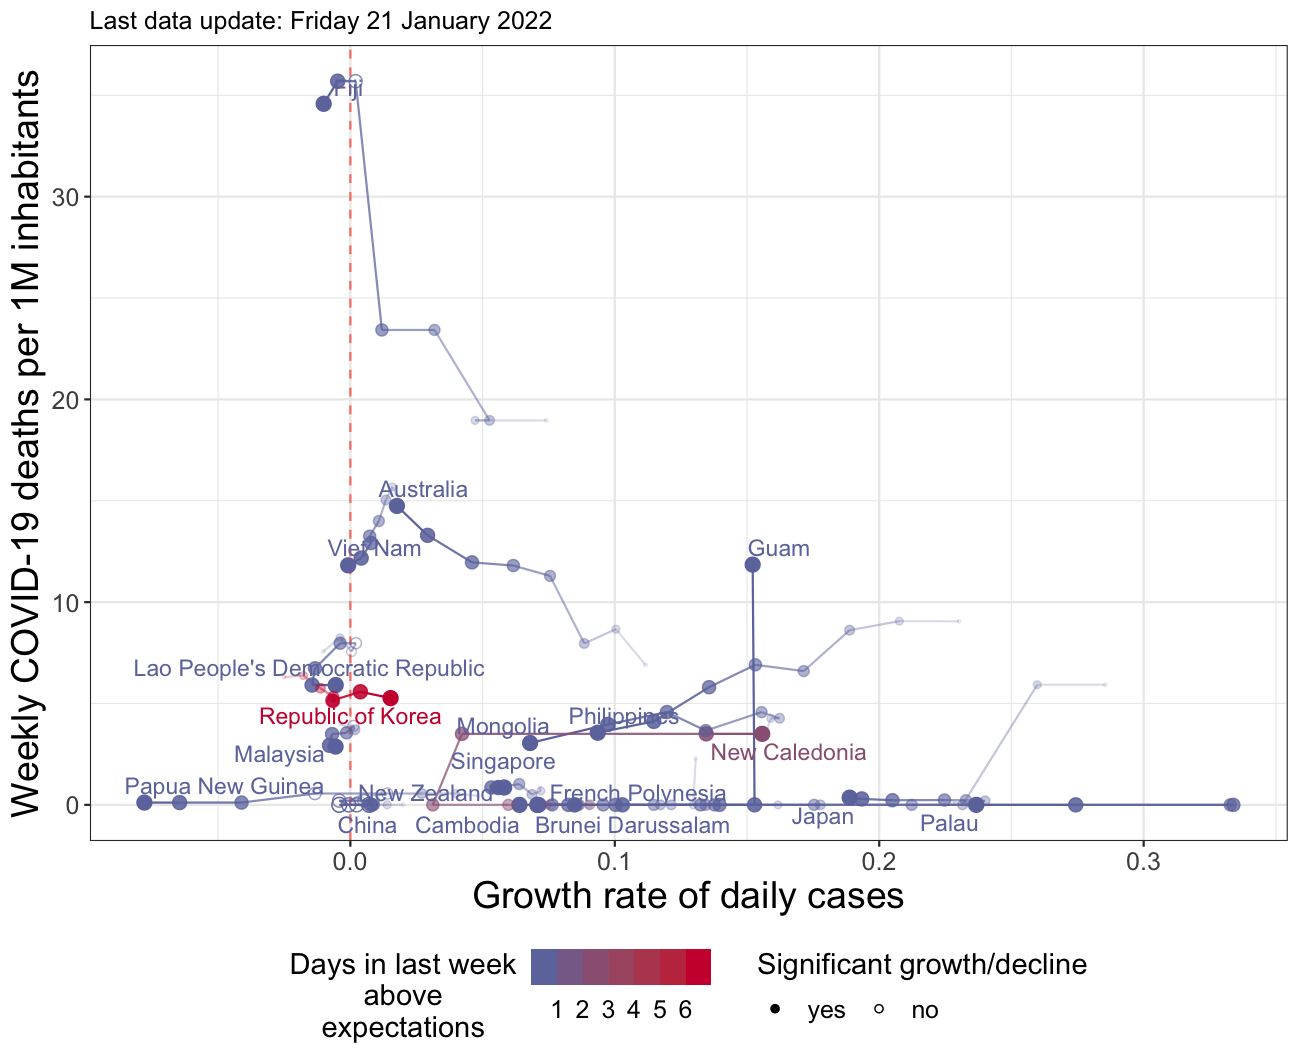 Last data update: Friday 21 January 2022
Weekly COVID-19 deaths per 1M inhabitants
30
20
10
0
Fiji
Australia
Viet Nam
Guam
Lao People's Democratic Republic
Republic of Korea
Mongolia
Philippines
New Caledonia
Malaysia
Singapore
Papua New Guinea
New Zealand
French Polynesia
China
Cambodia
Brunei Darussalam
Japan
Palau
0.0
0.1
0.2
0.3
Growth rate of daily cases
Days in last week
above
expectations
1 2 3 4 5 6
Significant growth/decline
yes
no